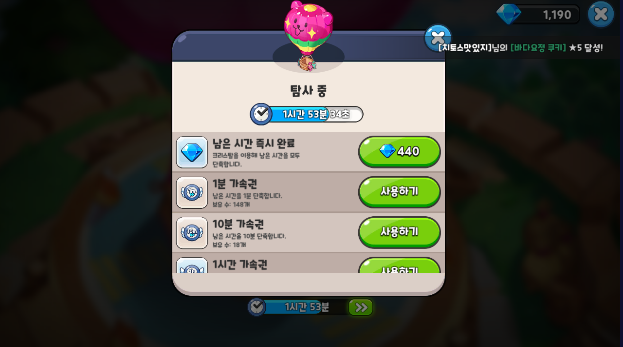 1,190
[치토스맛있지]님의 [바다요정 쿠키] ★5 달성!
탐사 중
1시간 53분 34초
남은 시간 즉시 완료
크리스탈을 이용해 남은 시간을 모두
단축합니다.
440
1분 가속권
남은 시간을 1분 단축합니다.
보유 수: 148개
사용하기
10분 가속권
남은 시간을 10분 단축합니다.
보유 수: 18개
사용하기
1시간 가속권
사용하기
1시간 53분